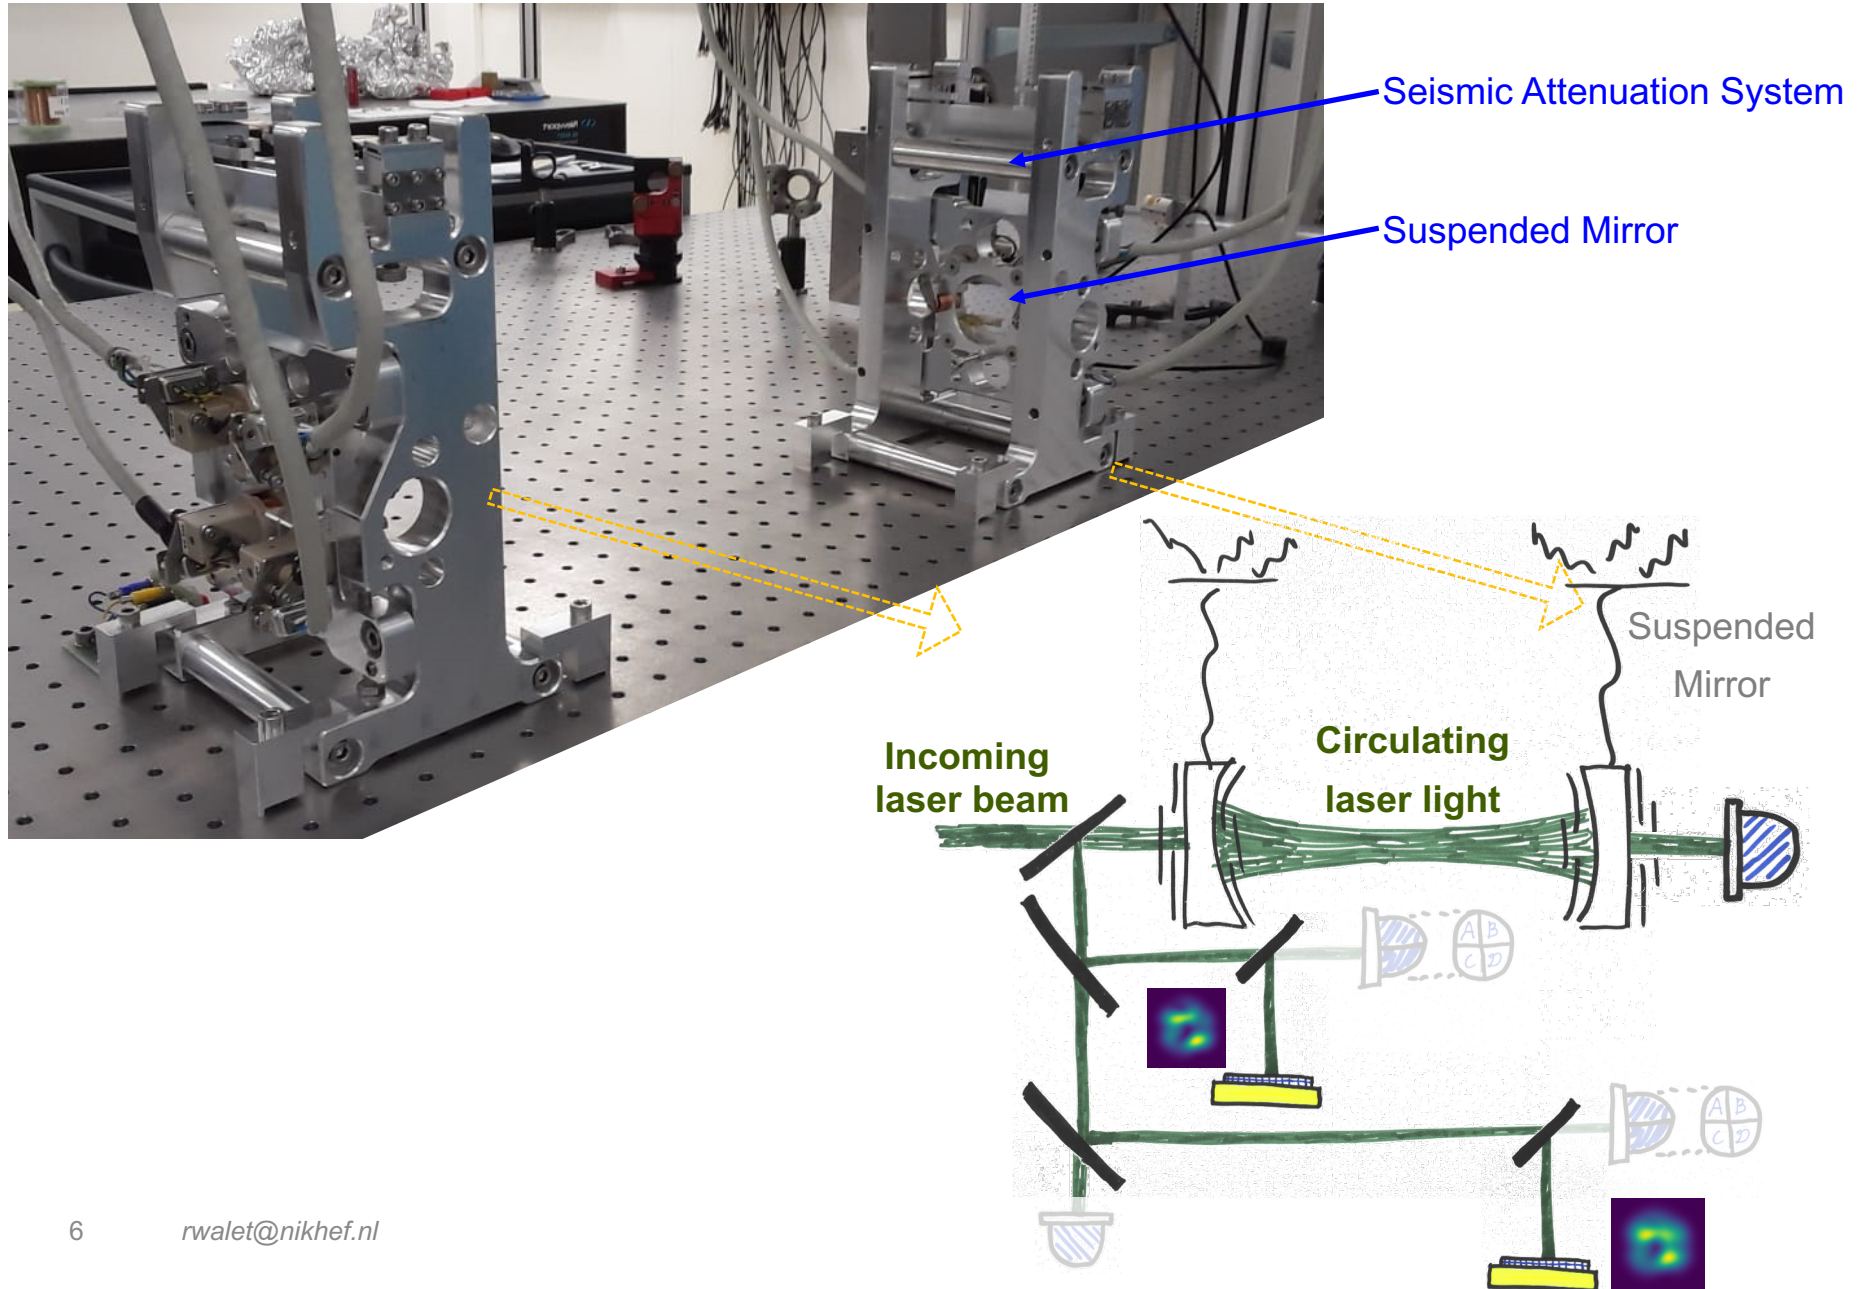 Seismic Attenuation System
Suspended Mirror
Suspended
Mirror
Incoming
laser beam
Circulating
laser light
A B
C D
A B
C D
6 rwalet@nikhef.nl